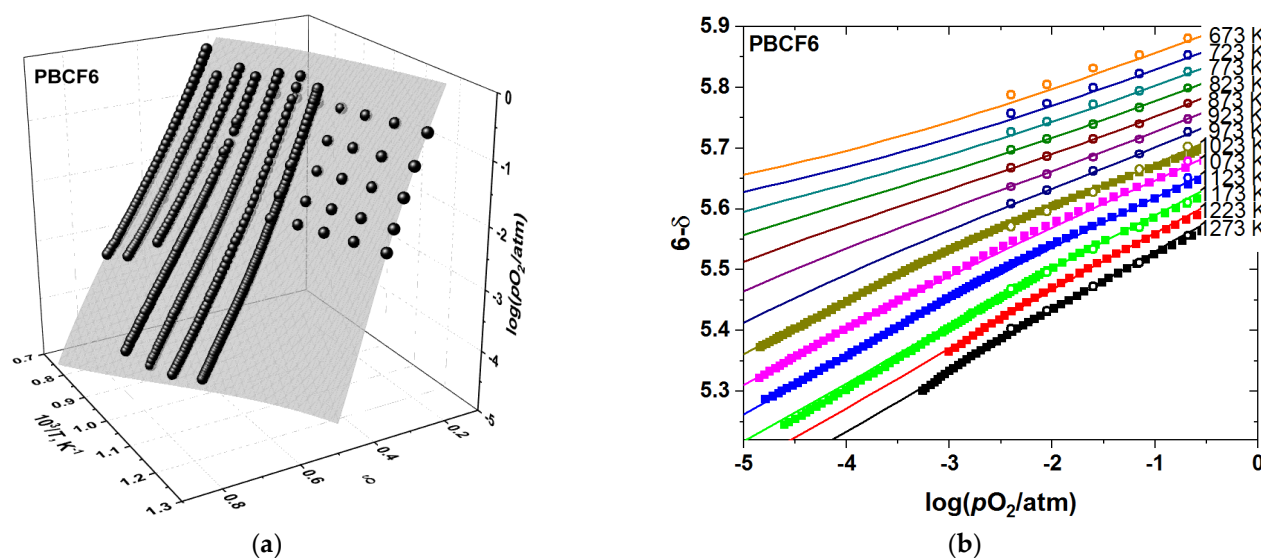 PBCF6
0
-1
-2
-3
-4
-5
log(pO₂/atm)
0.7
0.8
0.9
1.0
1.1
1.2
1.3
10³/T, K⁻¹
0.8
0.6
0.4
0.2
δ
(a)
PBCF6
5.9
5.8
5.7
5.6
5.5
5.4
5.3
6-δ
673 K
723 K
773 K
823 K
873 K
923 K
973 K
1023 K
1073 K
1123 K
1173 K
1223 K
1273 K
-5 -4 -3 -2 -1 0
log(pO₂/atm)
(b)